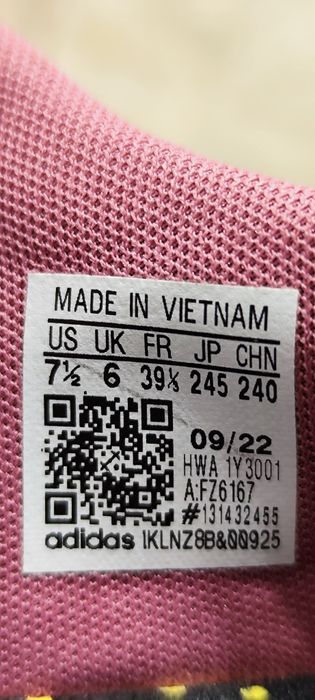 MADE IN VIETNAM
US UK FR JP CHN
7½ 6 39⅓ 245 240
09/22
HWA 1Y3001
A:FZ6167
#131432455
adidas 1KLNZ8B&00925